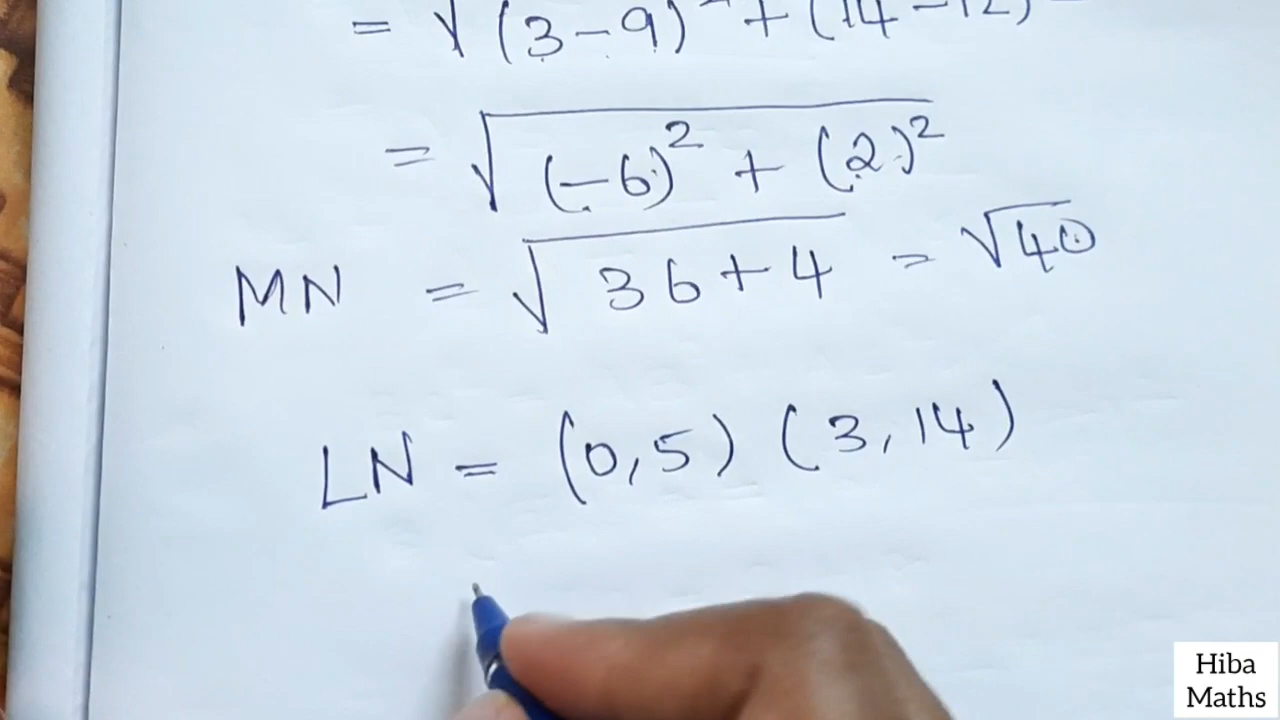 = √(3-9)² + (14-12)
= √(-6)² + (2)²
MN = √36+4 = √40
LN = (0,5) (3,14)
Hiba
Maths